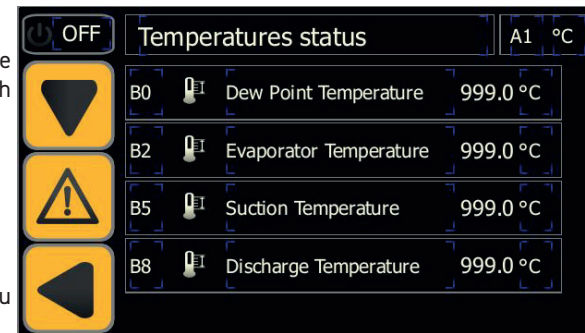 OFF Temperatures status A1 °C
e
h
B0 Dew Point Temperature 999.0 °C
B2 Evaporator Temperature 999.0 °C
B5 Suction Temperature 999.0 °C
B8 Discharge Temperature 999.0 °C
u